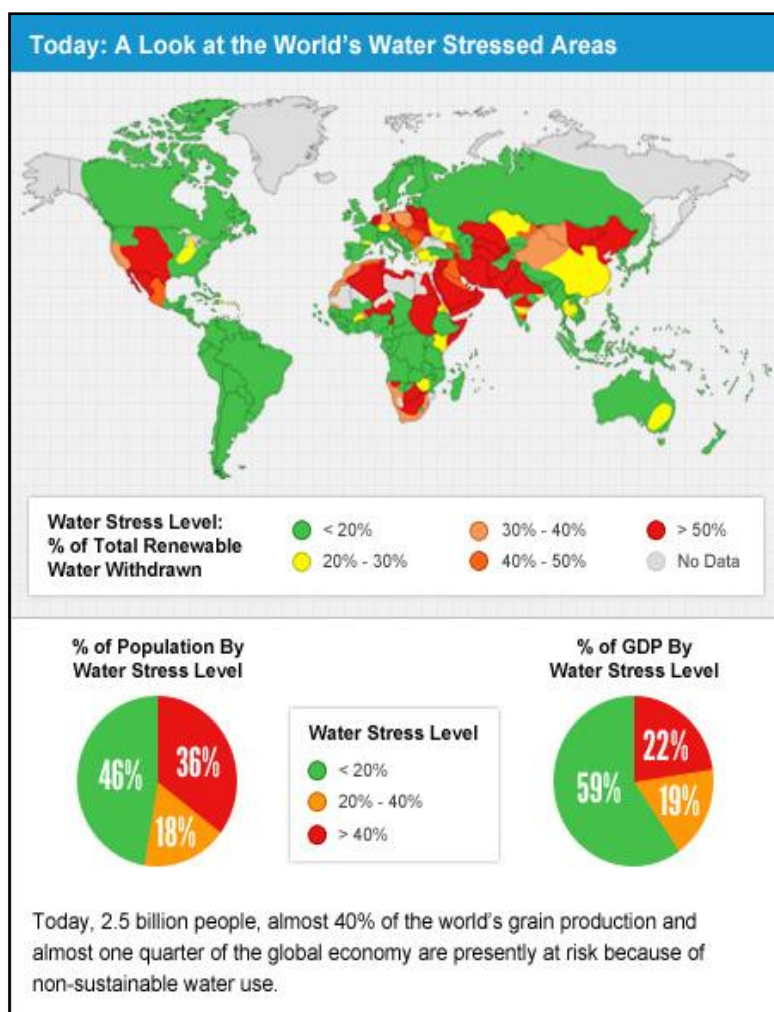 Today: A Look at the World's Water Stressed Areas
Water Stress Level:
% of Total Renewable
Water Withdrawn
< 20%
20% - 30%
30% - 40%
40% - 50%
> 50%
No Data
% of Population By
Water Stress Level
46%
36%
18%
Water Stress Level
< 20%
20% - 40%
> 40%
% of GDP By
Water Stress Level
59%
22%
19%
Today, 2.5 billion people, almost 40% of the world's grain production and
almost one quarter of the global economy are presently at risk because of
non-sustainable water use.